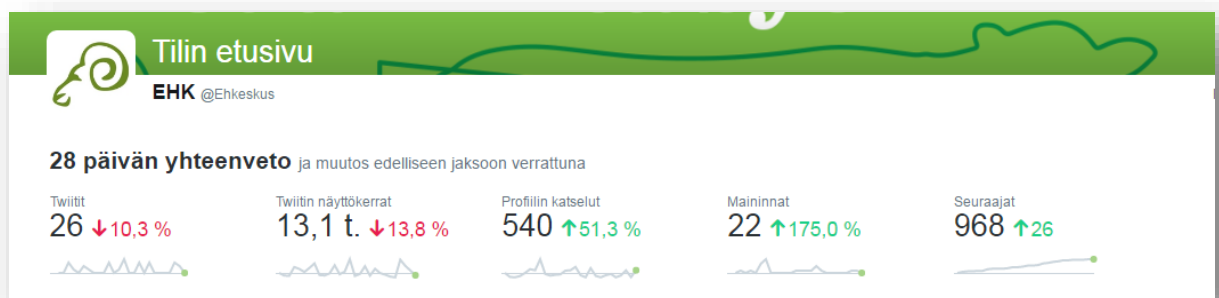 Tilin etusivu
EHK @Ehkeskus
28 päivän yhteenveto ja muutos edelliseen jaksoon verrattuna
Twiitit Twiitin näyttökerrat Profiilin katselut Maininnat Seuraajat
26 ↓10,3 % 13,1 t. ↓13,8 % 540 ↑51,3 % 22 ↑175,0 % 968 ↑26